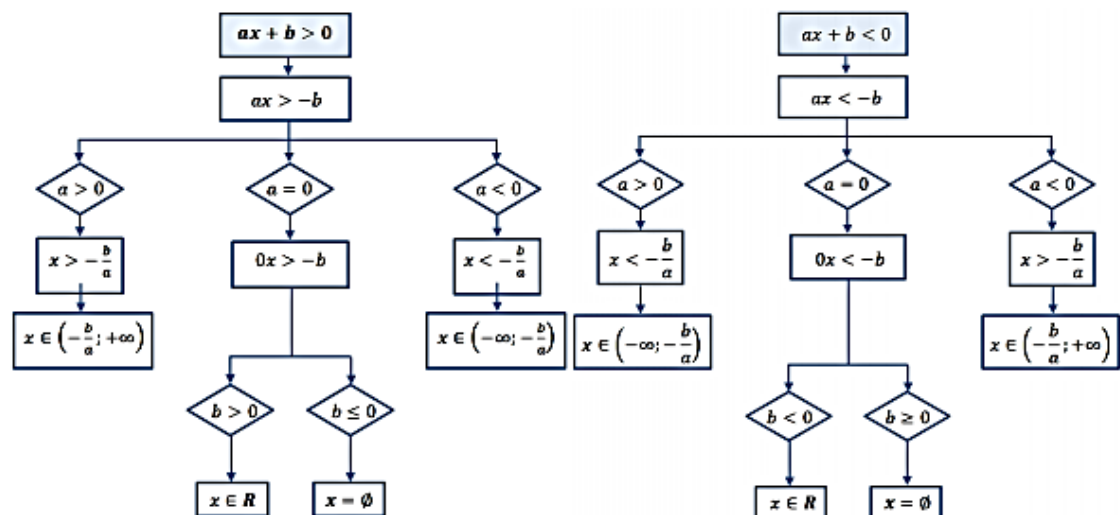 ax + b > 0
ax > −b
a > 0
a = 0
a < 0
x > −b/a
0x > −b
x < −b/a
x ∈ (−b/a; +∞)
x ∈ (−∞; −b/a)
b > 0
b ≤ 0
x ∈ R
x = ∅
ax + b < 0
ax < −b
a > 0
a = 0
a < 0
x < −b/a
0x < −b
x > −b/a
x ∈ (−∞; −b/a)
x ∈ (−b/a; +∞)
b < 0
b ≥ 0
x ∈ R
x = ∅